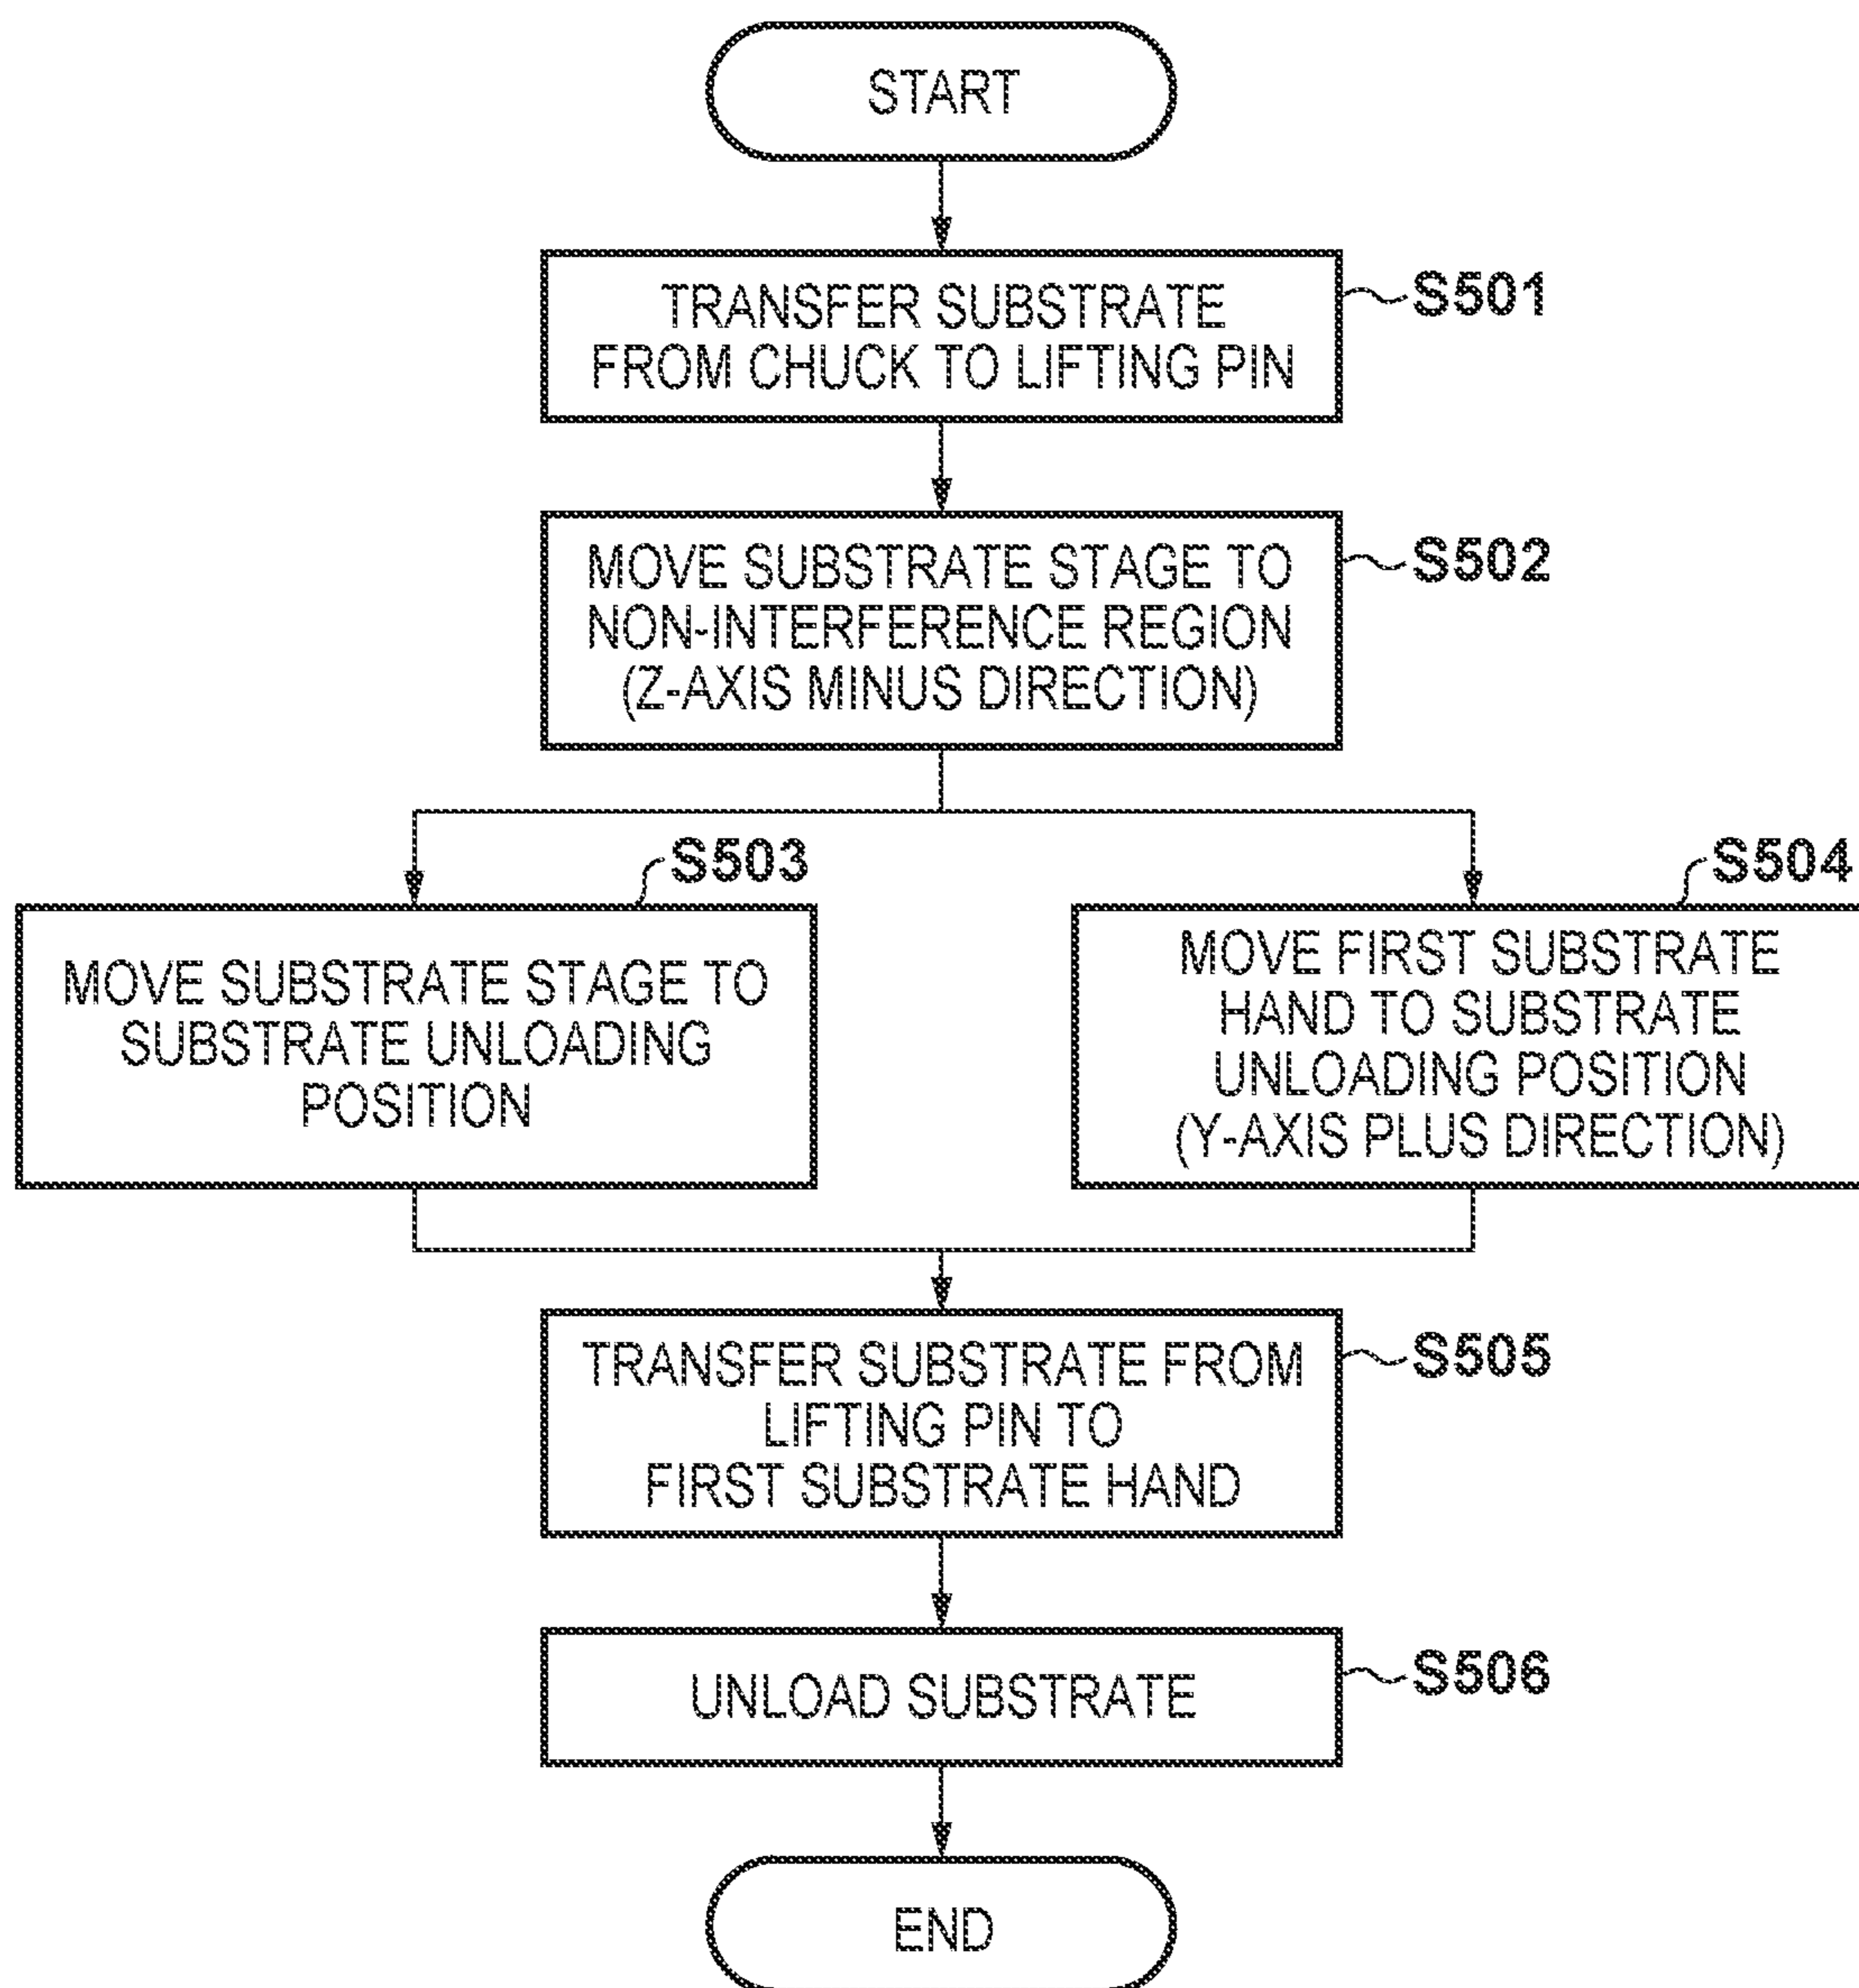 START
TRANSFER SUBSTRATE
FROM CHUCK TO LIFTING PIN
S501
MOVE SUBSTRATE STAGE TO
NON-INTERFERENCE REGION
(Z-AXIS MINUS DIRECTION)
S502
S503
MOVE SUBSTRATE STAGE TO
SUBSTRATE UNLOADING
POSITION
S504
MOVE FIRST SUBSTRATE
HAND TO SUBSTRATE
UNLOADING POSITION
(Y-AXIS PLUS DIRECTION)
TRANSFER SUBSTRATE FROM
LIFTING PIN TO
FIRST SUBSTRATE HAND
S505
UNLOAD SUBSTRATE
S506
END